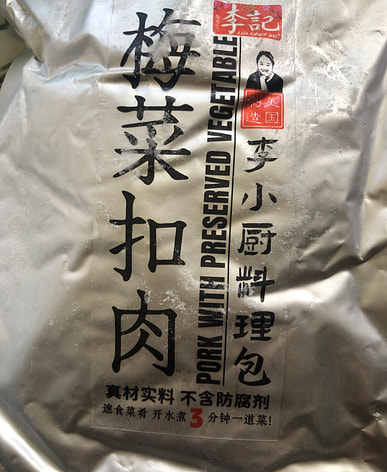 李記
美国
制造
梅菜扣肉
PORK WITH PRESERVED VEGETABLE
李小厨料理包
真材实料 不含防腐剂
速食菜肴 开水煮3分钟一道菜!